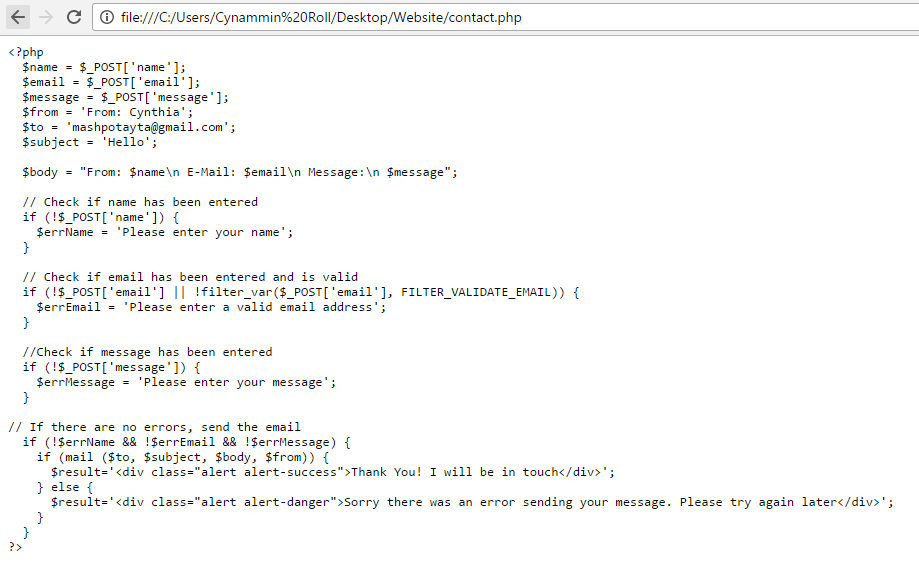 file:///C:/Users/Cynammin%20Roll/Desktop/Website/contact.php
<?php
  $name = $_POST['name'];
  $email = $_POST['email'];
  $message = $_POST['message'];
  $from = 'From: Cynthia';
  $to = 'mashpotayta@gmail.com';
  $subject = 'Hello';

  $body = "From: $name\n E-Mail: $email\n Message:\n $message";

  // Check if name has been entered
  if (!$_POST['name']) {
    $errName = 'Please enter your name';
  }

  // Check if email has been entered and is valid
  if (!$_POST['email'] || !filter_var($_POST['email'], FILTER_VALIDATE_EMAIL)) {
    $errEmail = 'Please enter a valid email address';
  }

  //Check if message has been entered
  if (!$_POST['message']) {
    $errMessage = 'Please enter your message';
  }

// If there are no errors, send the email
  if (!$errName && !$errEmail && !$errMessage) {
    if (mail ($to, $subject, $body, $from)) {
      $result='<div class="alert alert-success">Thank You! I will be in touch</div>';
    } else {
      $result='<div class="alert alert-danger">Sorry there was an error sending your message. Please try again later</div>';
    }
  }
?>